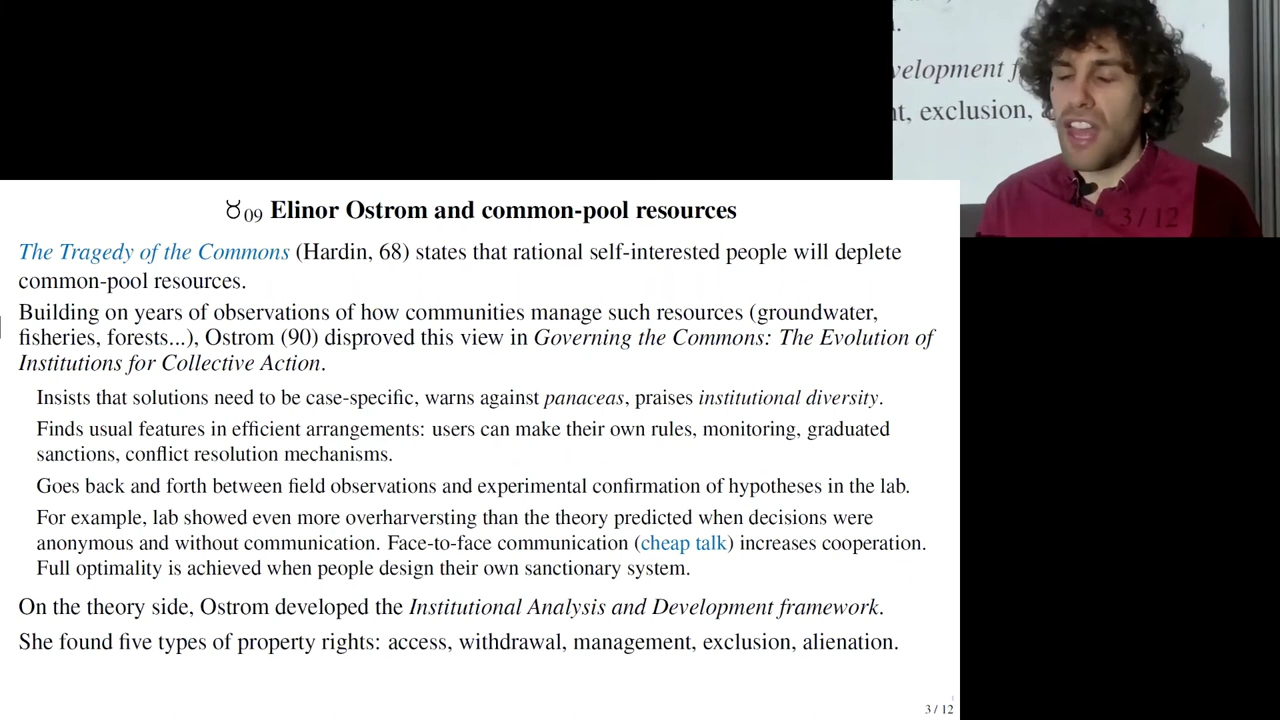 velopment f
nt, exclusion,
3 / 12
♉09 Elinor Ostrom and common-pool resources
The Tragedy of the Commons (Hardin, 68) states that rational self-interested people will deplete
common-pool resources.
Building on years of observations of how communities manage such resources (groundwater,
fisheries, forests...), Ostrom (90) disproved this view in Governing the Commons: The Evolution of
Institutions for Collective Action.
Insists that solutions need to be case-specific, warns against panaceas, praises institutional diversity.
Finds usual features in efficient arrangements: users can make their own rules, monitoring, graduated
sanctions, conflict resolution mechanisms.
Goes back and forth between field observations and experimental confirmation of hypotheses in the lab.
For example, lab showed even more overharversting than the theory predicted when decisions were
anonymous and without communication. Face-to-face communication (cheap talk) increases cooperation.
Full optimality is achieved when people design their own sanctionary system.
On the theory side, Ostrom developed the Institutional Analysis and Development framework.
She found five types of property rights: access, withdrawal, management, exclusion, alienation.
3 / 12